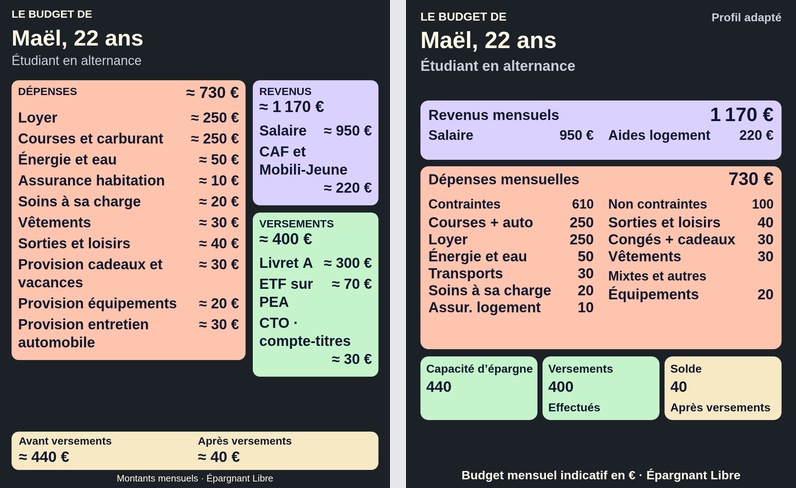 LE BUDGET DE
Maël, 22 ans
Étudiant en alternance
DÉPENSES ≈ 730 €
Loyer ≈ 250 €
Courses et carburant ≈ 250 €
Énergie et eau ≈ 50 €
Assurance habitation ≈ 10 €
Soins à sa charge ≈ 20 €
Vêtements ≈ 30 €
Sorties et loisirs ≈ 40 €
Provision cadeaux et ≈ 30 €
vacances
Provision équipements ≈ 20 €
Provision entretien ≈ 30 €
automobile
REVENUS
≈ 1 170 €
Salaire ≈ 950 €
CAF et
Mobili-Jeune
≈ 220 €
VERSEMENTS
≈ 400 €
Livret A ≈ 300 €
ETF sur ≈ 70 €
PEA
CTO ·
compte-titres
≈ 30 €
Avant versements Après versements
≈ 440 € ≈ 40 €
Montants mensuels · Épargnant Libre
LE BUDGET DE Profil adapté
Maël, 22 ans
Étudiant en alternance
Revenus mensuels 1 170 €
Salaire 950 € Aides logement 220 €
Dépenses mensuelles 730 €
Contraintes 610
Courses + auto 250
Loyer 250
Énergie et eau 50
Transports 30
Soins à sa charge 20
Assur. logement 10
Non contraintes 100
Sorties et loisirs 40
Congés + cadeaux 30
Vêtements 30
Mixtes et autres
Équipements 20
Capacité d'épargne
440
Versements
400
Effectués
Solde
40
Après versements
Budget mensuel indicatif en € · Épargnant Libre